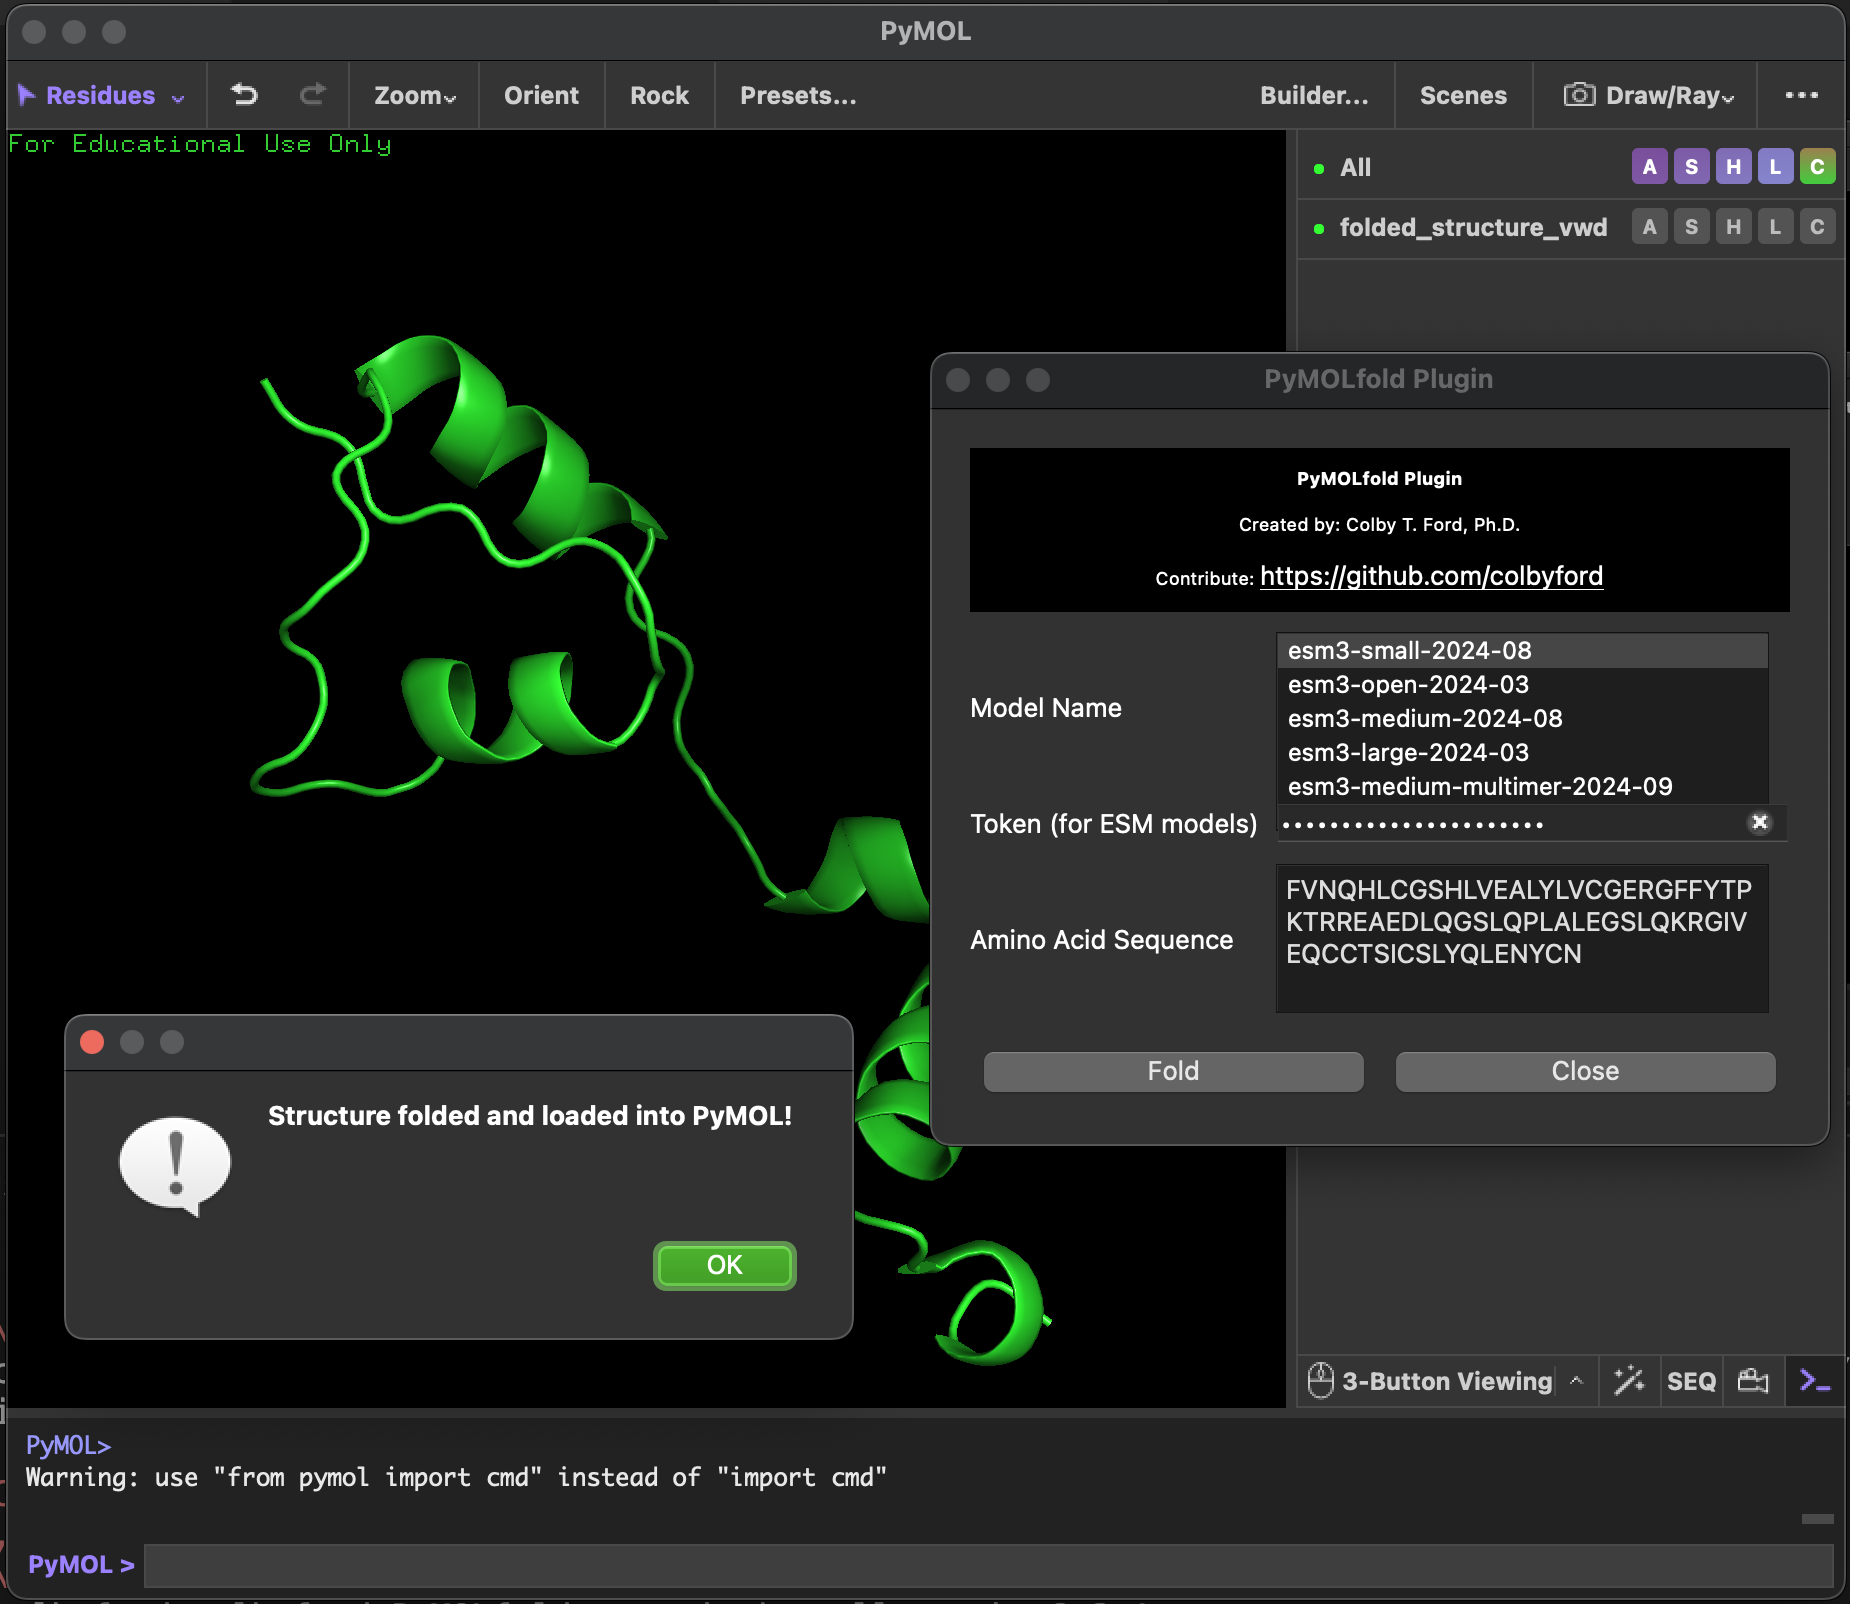 PyMOL
Residues
Zoom
Orient
Rock
Presets...
Builder...
Scenes
Draw/Ray
For Educational Use Only
All
A S H L C
folded_structure_vwd
A S H L C
PyMOLfold Plugin
PyMOLfold Plugin
Created by: Colby T. Ford, Ph.D.
Contribute: https://github.com/colbyford
Model Name
esm3-small-2024-08
esm3-open-2024-03
esm3-medium-2024-08
esm3-large-2024-03
esm3-medium-multimer-2024-09
Token (for ESM models)
Amino Acid Sequence
FVNQHLCGSHLVEALYLVCGERGFFYTP
KTRREAEDLQGSLQPLALEGSLQKRGIV
EQCCTSICSLYQLENYCN
Fold
Close
Structure folded and loaded into PyMOL!
OK
3-Button Viewing
SEQ
PyMOL>
Warning: use "from pymol import cmd" instead of "import cmd"
PyMOL >